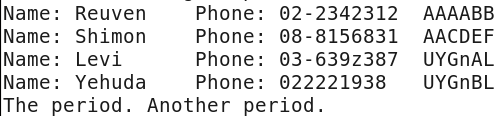 Name: Reuven     Phone: 02-2342312  AAAABB
Name: Shimon     Phone: 08-8156831  AACDEF
Name: Levi       Phone: 03-639z387  UYGnAL
Name: Yehuda     Phone: 022221938   UYGnBL
The period. Another period.